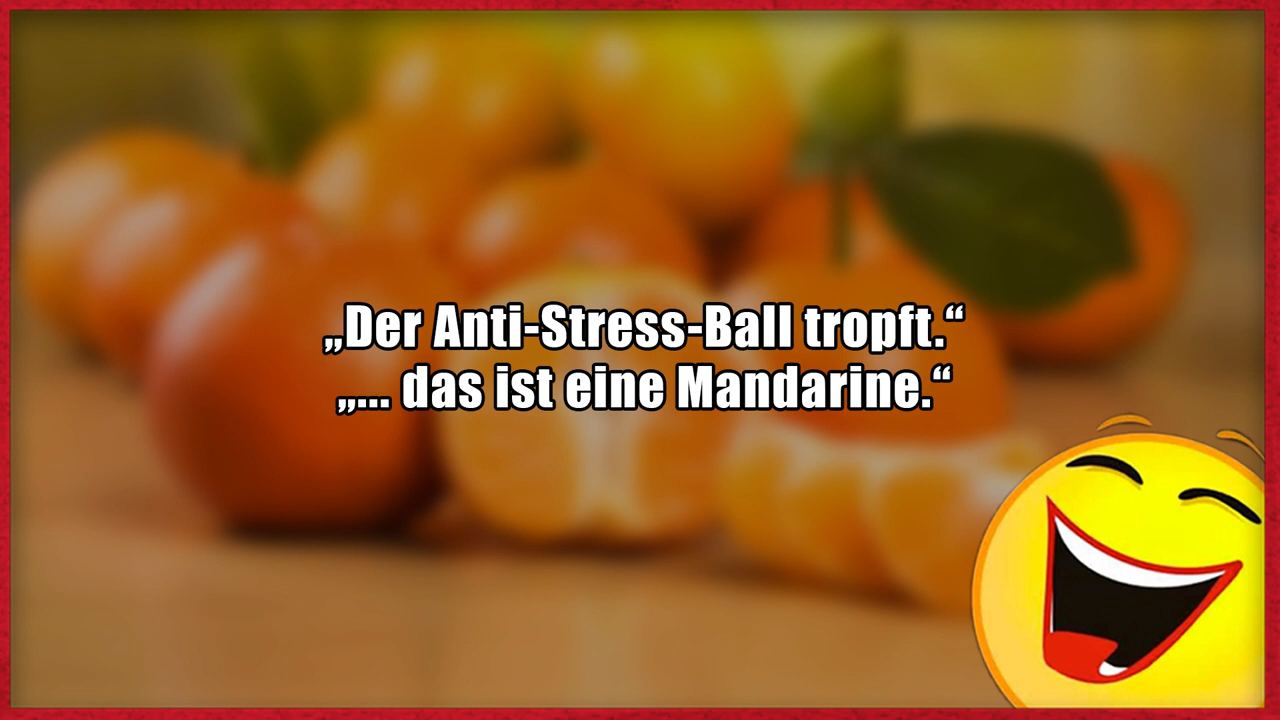 „Der Anti-Stress-Ball tropft.“
„... das ist eine Mandarine.“